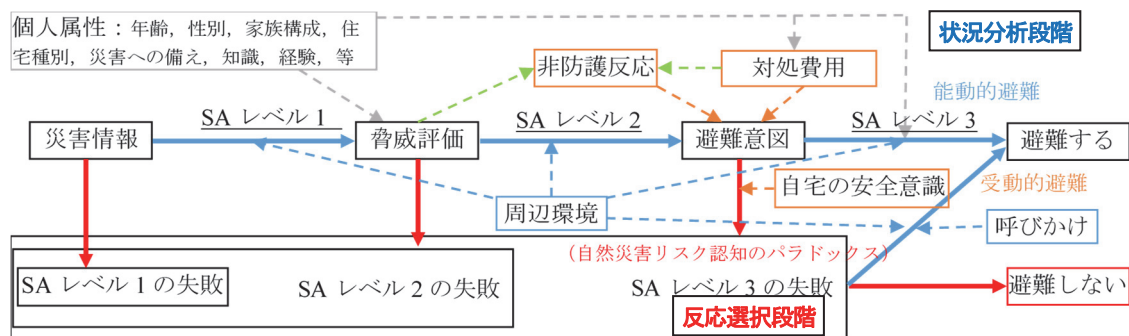 個人属性：年齢，性別，家族構成，住
宅種別，災害への備え，知識，経験，等
状況分析段階
非防護反応
対処費用
能動的避難
SA レベル 1
SA レベル 2
SA レベル 3
災害情報
脅威評価
避難意図
避難する
自宅の安全意識
受動的避難
周辺環境
呼びかけ
（自然災害リスク認知のパラドックス）
SA レベル 1 の失敗
SA レベル 2 の失敗
SA レベル 3 の失敗
避難しない
反応選択段階